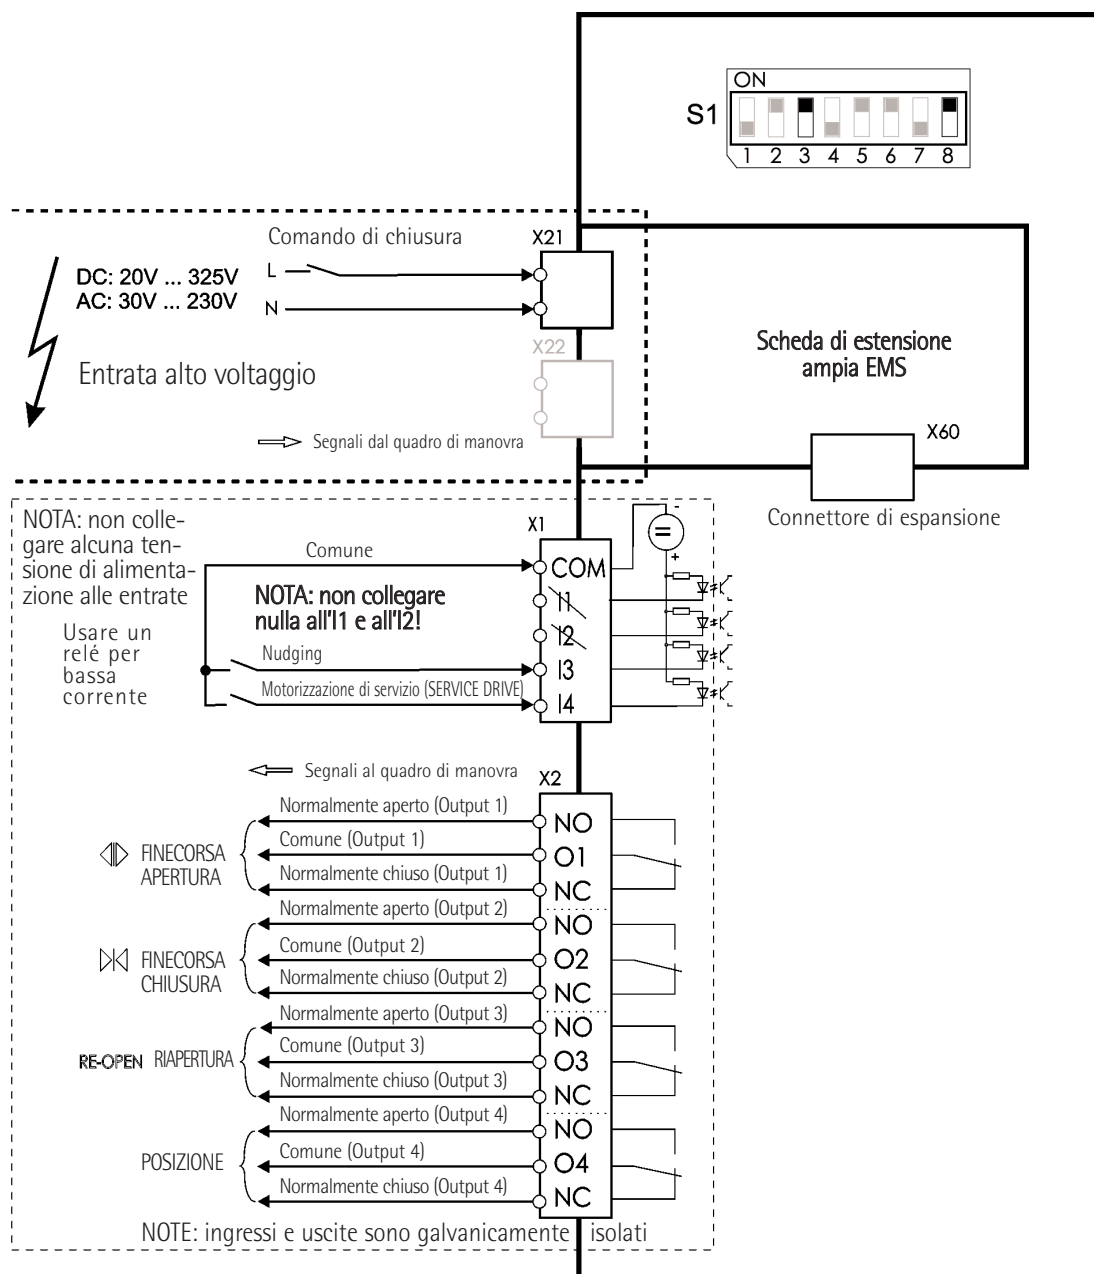 ON
S1
1 2 3 4 5 6 7 8
Comando di chiusura
X21
DC: 20V ... 325V
AC: 30V ... 230V
L
N
Entrata alto voltaggio
X22
Segnali dal quadro di manovra
Scheda di estensione
ampia EMS
X60
Connettore di espansione
NOTA: non colle-
gare alcuna ten-
sione di alimenta-
zione alle entrate
Usare un
relé per
bassa
corrente
X1
Comune
COM
NOTA: non collegare
nulla all'I1 e all'I2!
I1
I2
Nudging
I3
Motorizzazione di servizio (SERVICE DRIVE)
I4
-
=
+
Segnali al quadro di manovra
X2
Normalmente aperto (Output 1)
NO
FINECORSA
APERTURA
Comune (Output 1)
O1
Normalmente chiuso (Output 1)
NC
Normalmente aperto (Output 2)
NO
FINECORSA
CHIUSURA
Comune (Output 2)
O2
Normalmente chiuso (Output 2)
NC
Normalmente aperto (Output 3)
NO
RE-OPEN RIAPERTURA
Comune (Output 3)
O3
Normalmente chiuso (Output 3)
NC
Normalmente aperto (Output 4)
NO
POSIZIONE
Comune (Output 4)
O4
Normalmente chiuso (Output 4)
NC
NOTE: ingressi e uscite sono galvanicamente isolati